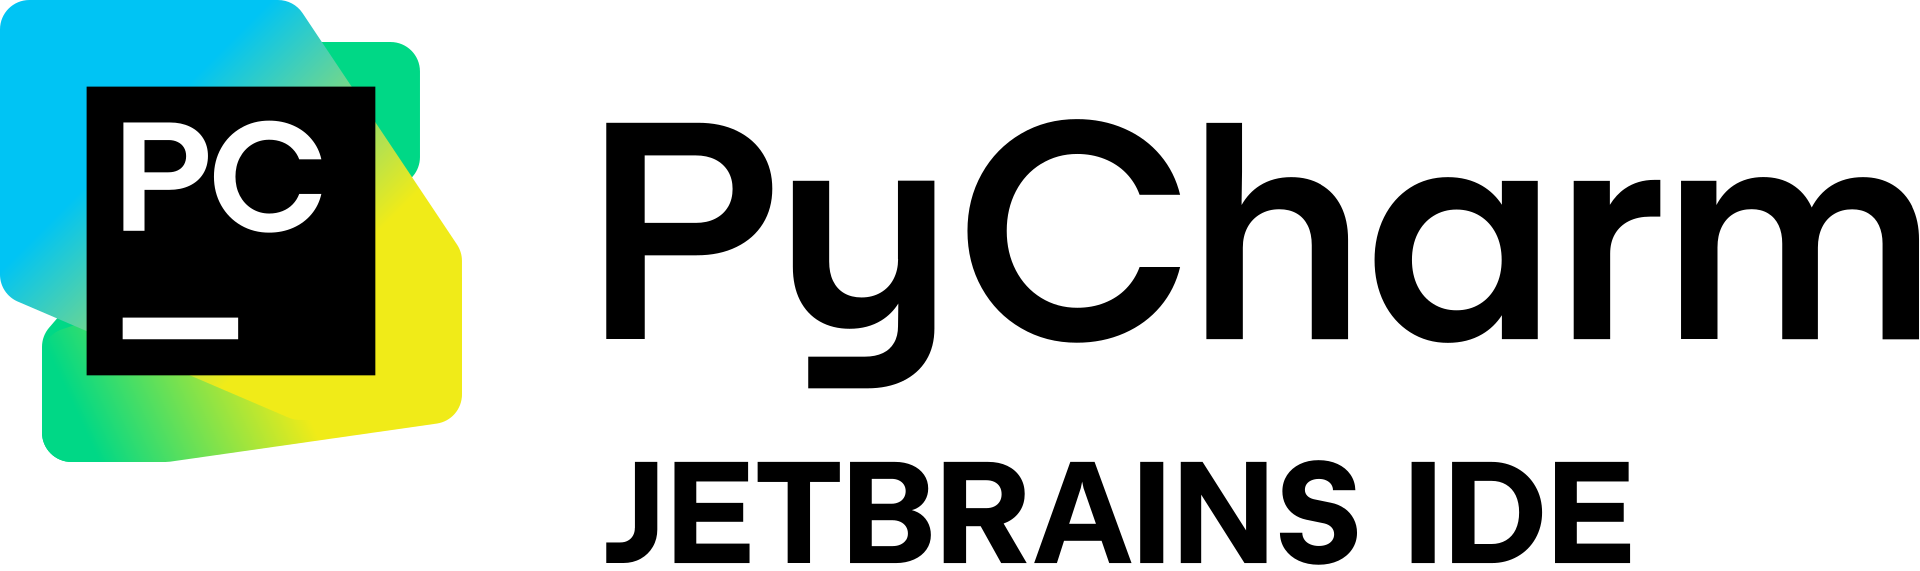 PC
PyCharm
JETBRAINS IDE